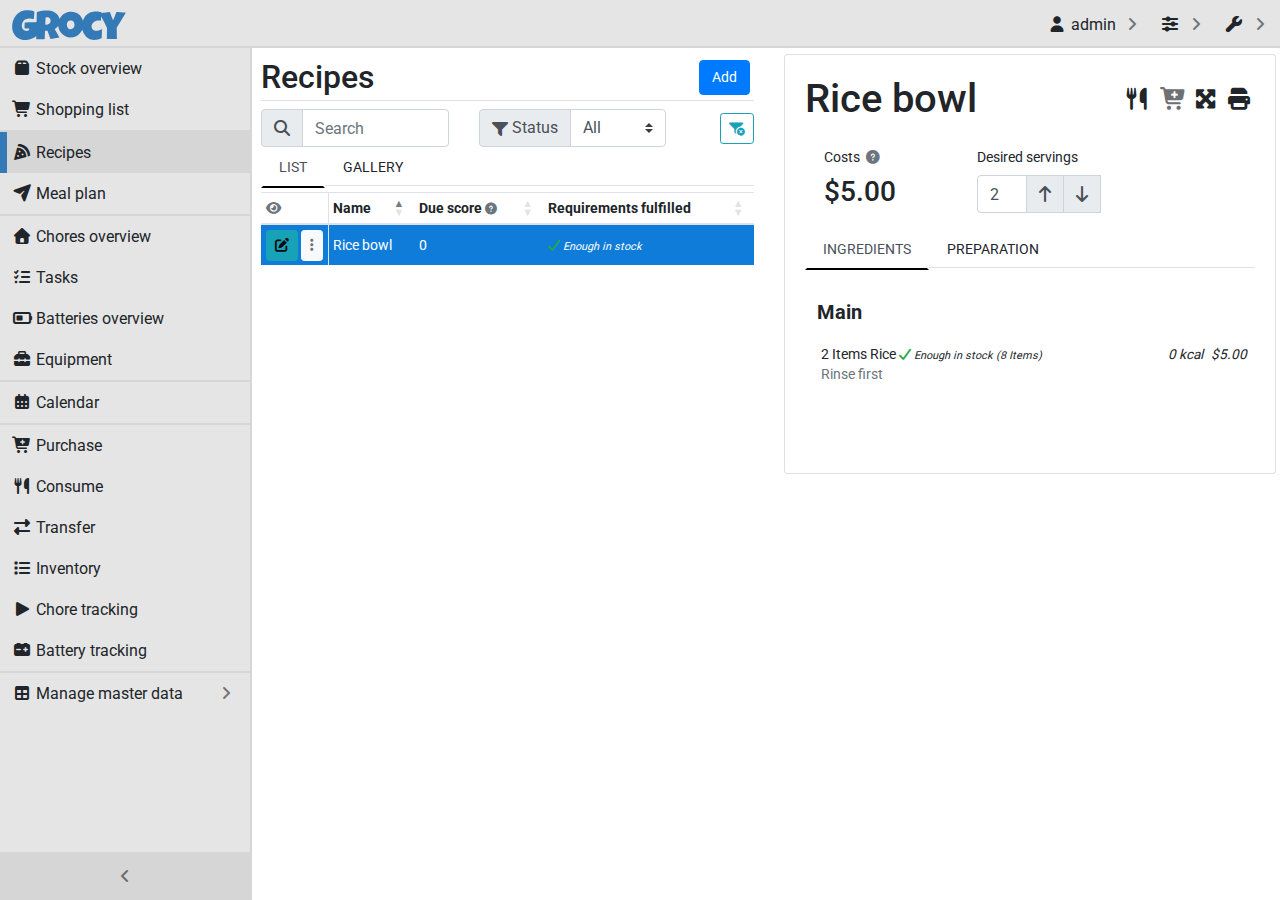 GROCY
admin
Stock overview
Shopping list
Recipes
Meal plan
Chores overview
Tasks
Batteries overview
Equipment
Calendar
Purchase
Consume
Transfer
Inventory
Chore tracking
Battery tracking
Manage master data
Recipes
Add
Search
Status
All
LIST GALLERY
Name Due score Requirements fulfilled
Rice bowl 0 Enough in stock
Rice bowl
Costs Desired servings
$5.00 2
INGREDIENTS PREPARATION
Main
2 Items Rice Enough in stock (8 Items) 0 kcal $5.00
Rinse first